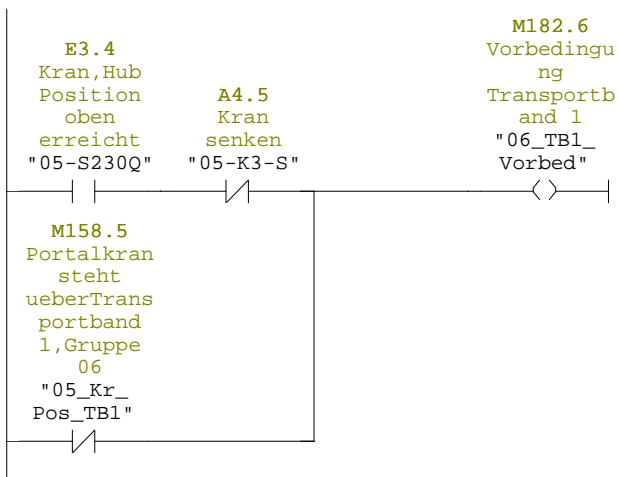 E3.4
Kran,Hub
Position
oben
erreicht
"05-S230Q"
A4.5
Kran
senken
"05-K3-S"
M182.6
Vorbedingu
ng
Transportb
and 1
"06_TB1_
Vorbed"
M158.5
Portalkran
steht
ueberTrans
portband
1,Gruppe
06
"05_Kr_
Pos_TB1"